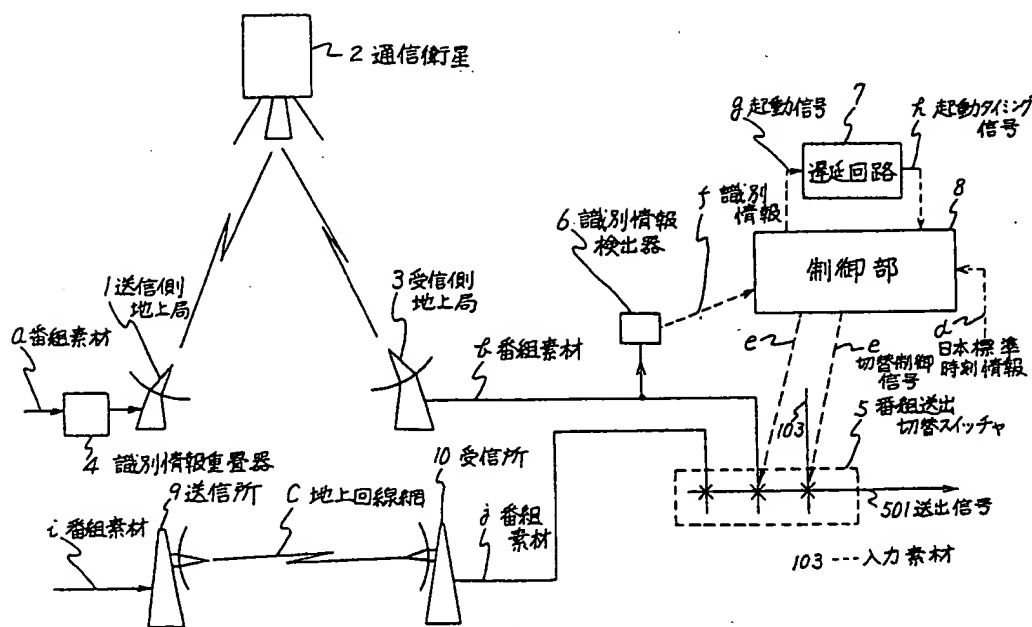 2 通信衛星
7
g 起動信号
h 起動タイミング
信号
遅延回路
8
f 識別
情報
6 識別情報
検出器
制御部
1 送信側
地上局
3 受信側
地上局
a 番組素材
b 番組素材
e
e
切替制御
信号
d
日本標準
時刻情報
5 番組送出
切替スイッチャ
103
4 識別情報重畳器
9 送信所
C 地上回線網
10 受信所
i 番組素材
j 番組
素材
501 送出信号
103 --- 入力素材